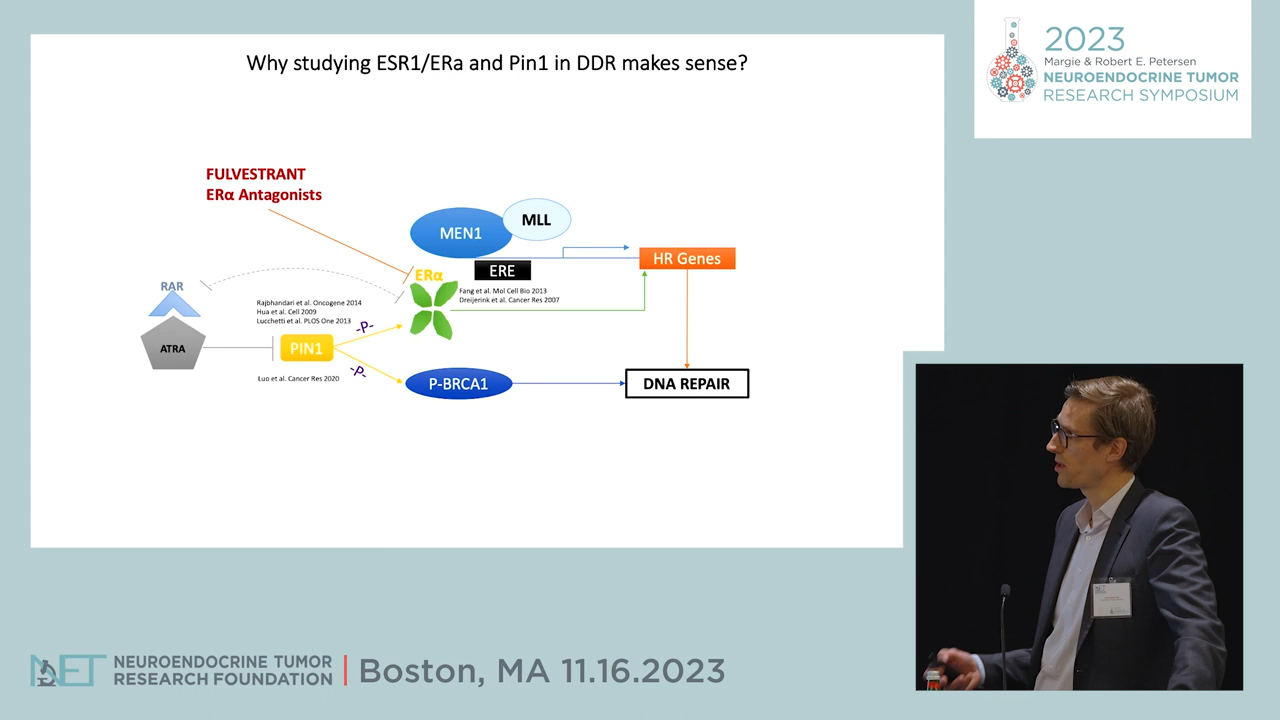 Why studying ESR1/ERa and Pin1 in DDR makes sense?
2023
Margie & Robert E. Petersen
NEUROENDOCRINE TUMOR
RESEARCH SYMPOSIUM
FULVESTRANT
ERα Antagonists
MEN1
MLL
HR Genes
ERE
ERα
Fang et al. Mol Cell Bio 2013
Dreijerink et al. Cancer Res 2007
RAR
Rajbhandari et al. Oncogene 2014
Hua et al. Cell 2009
Lucchetti et al. PLOS One 2013
-P-
ATRA
PIN1
-P-
Luo et al. Cancer Res 2020
P-BRCA1
DNA REPAIR
NET
NEUROENDOCRINE TUMOR
RESEARCH FOUNDATION
Boston, MA 11.16.2023